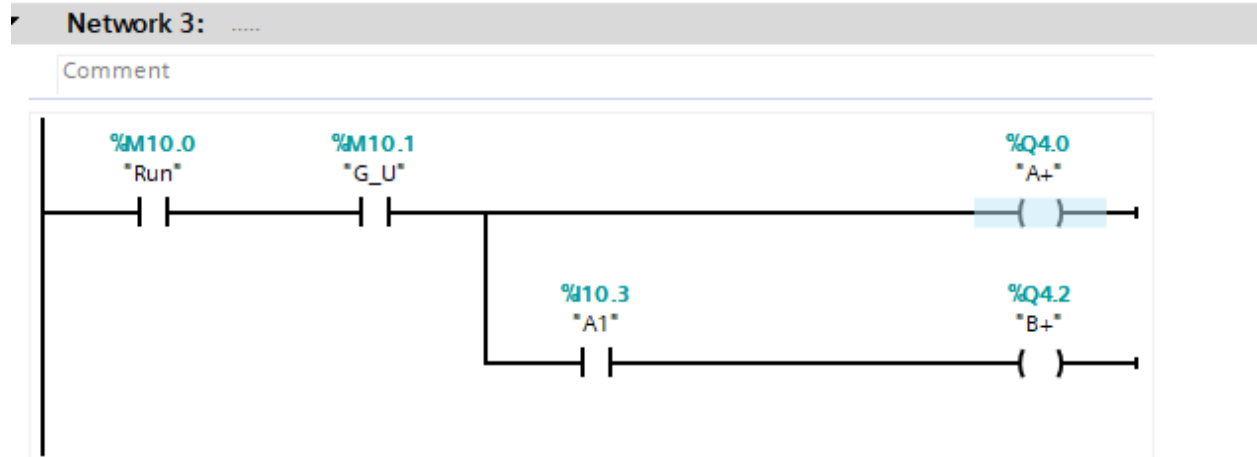 Network 3: .....
Comment
%M10.0 %M10.1 %Q4.0
"Run" "G_U" "A+"
%I10.3 %Q4.2
"A1" "B+"